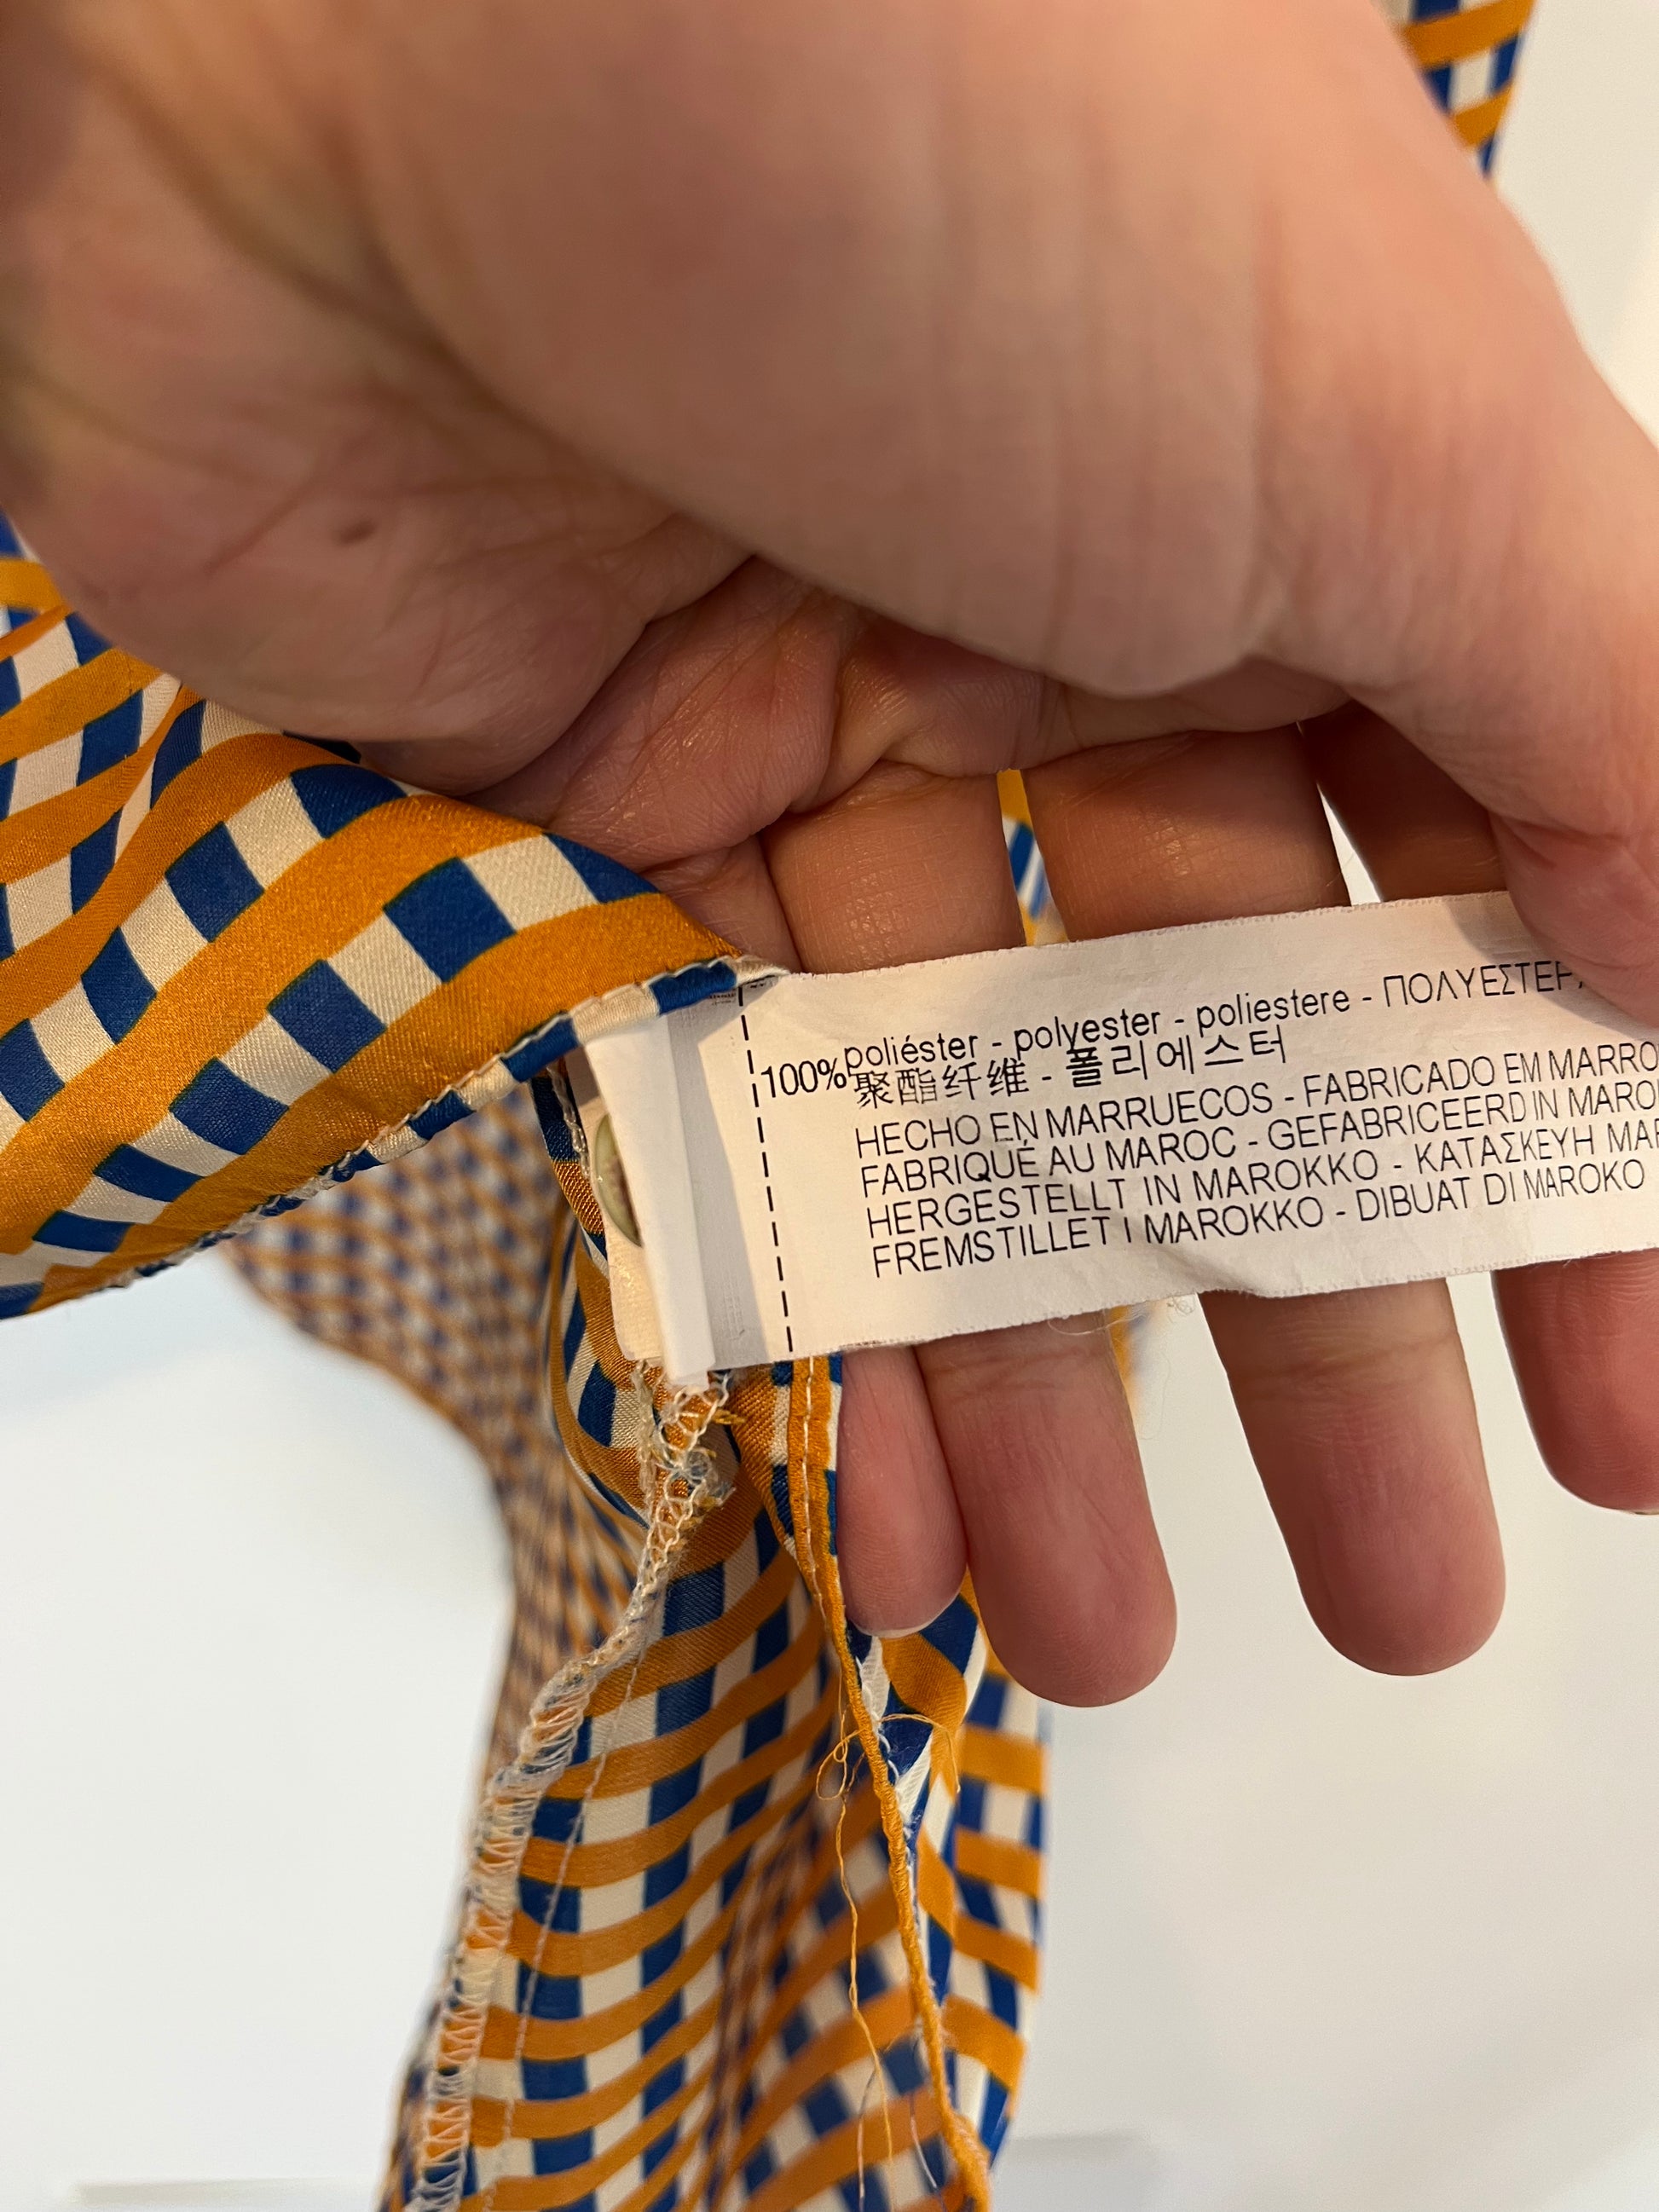 100% poliéster - polyester - poliestere - ΠΟΛΥΕΣΤΕΡ
聚酯纤维 - 폴리에스터
HECHO EN MARRUECOS - FABRICADO EM MARRO
FABRIQUÉ AU MAROC - GEFABRICEERD IN MARO
HERGESTELLT IN MAROKKO - ΚΑΤΑΣΚΕΥΗ ΜΑΡ
FREMSTILLET I MAROKKO - DIBUAT DI MAROKO